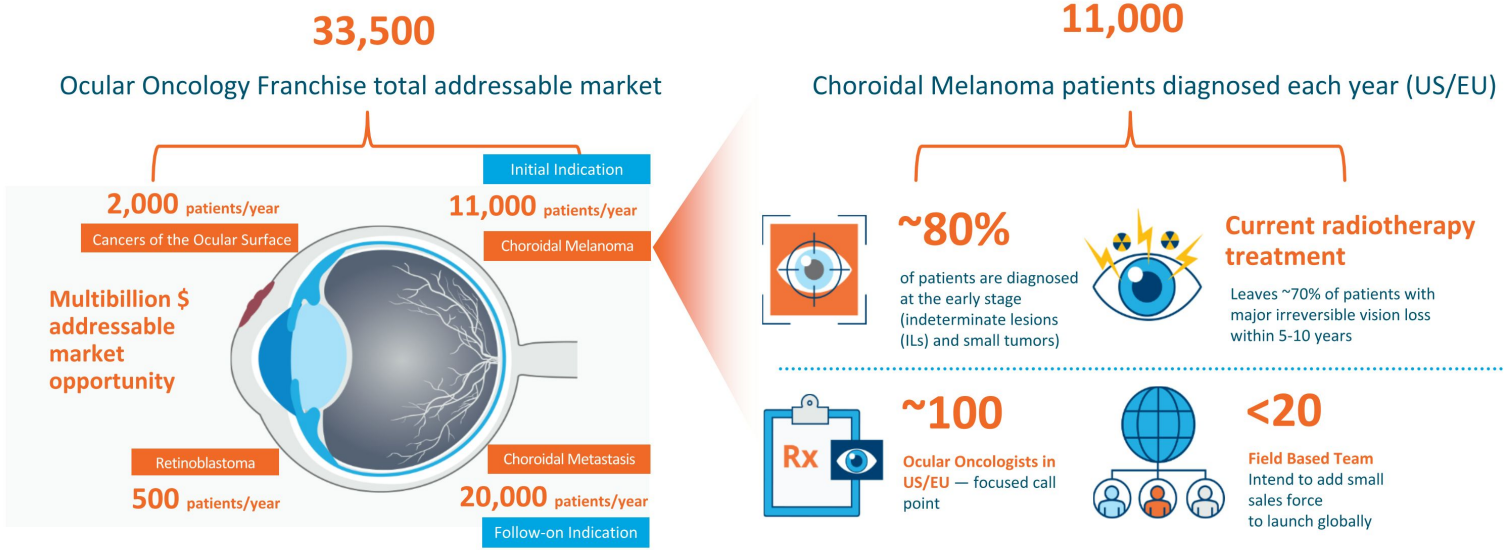 33,500
Ocular Oncology Franchise total addressable market
Initial Indication
2,000 patients/year
Cancers of the Ocular Surface
11,000 patients/year
Choroidal Melanoma
Multibillion $
addressable
market
opportunity
Retinoblastoma
500 patients/year
Choroidal Metastasis
20,000 patients/year
Follow-on Indication
11,000
Choroidal Melanoma patients diagnosed each year (US/EU)
~80%
of patients are diagnosed
at the early stage
(indeterminate lesions
(ILs) and small tumors)
Current radiotherapy
treatment
Leaves ~70% of patients with
major irreversible vision loss
within 5-10 years
Rx
~100
Ocular Oncologists in
US/EU — focused call
point
<20
Field Based Team
Intend to add small
sales force
to launch globally